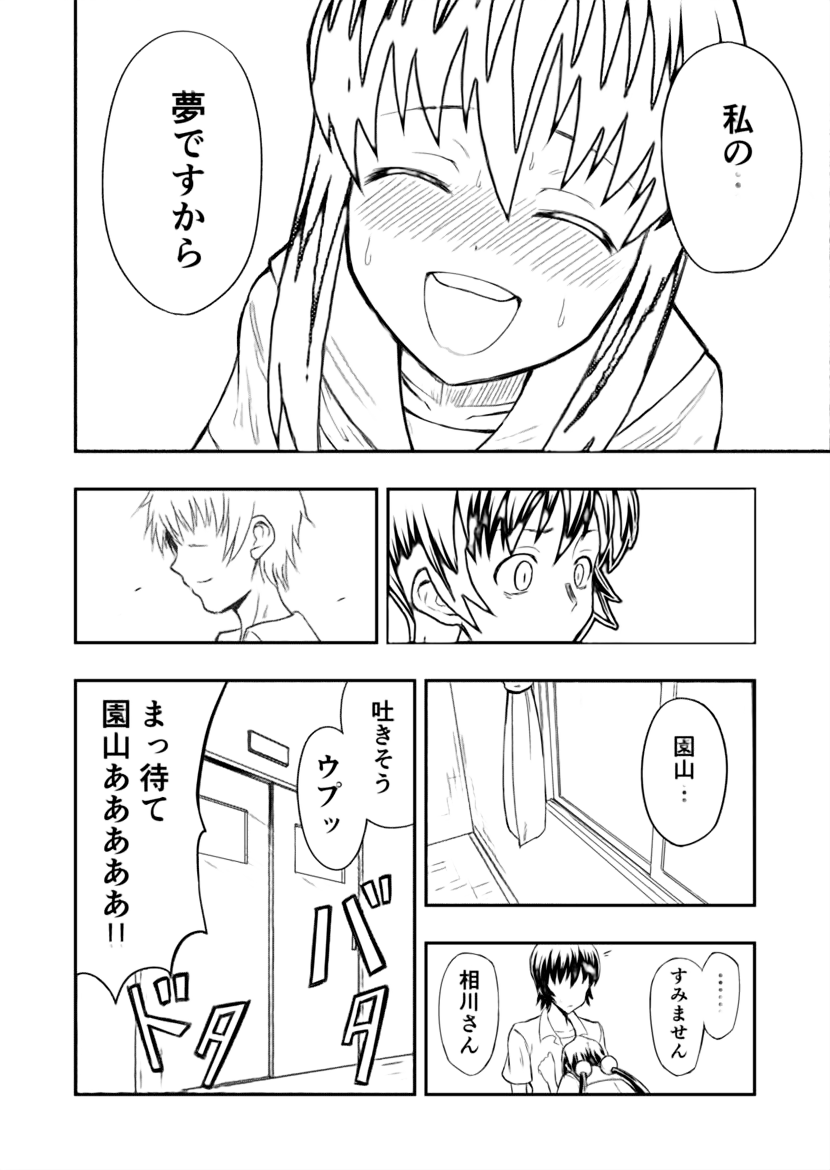 私の‥
夢ですから
園山‥
‥‥‥
すみません
相川さん
吐きそう
ウプッ
まっ待て
園山ああああ‼
バタ
ドタ